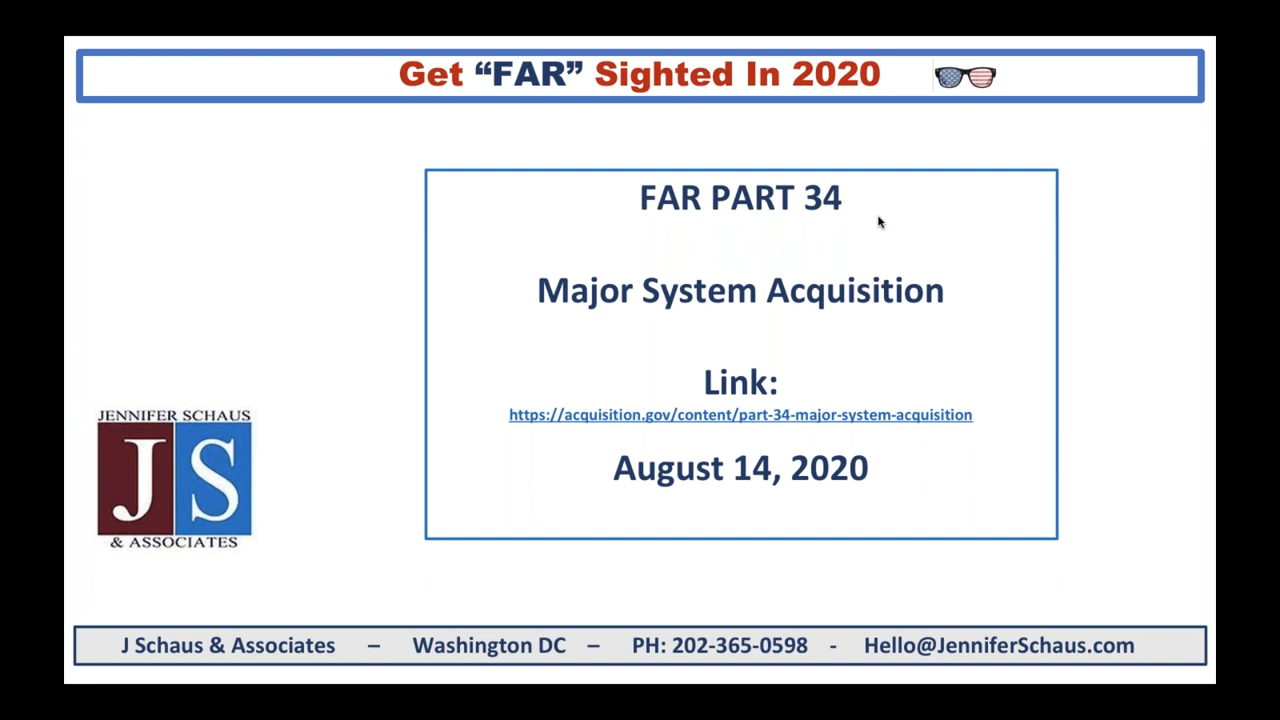 Get “FAR” Sighted In 2020
FAR PART 34
Major System Acquisition
Link:
https://acquisition.gov/content/part-34-major-system-acquisition
August 14, 2020
JENNIFER SCHAUS
JS
& ASSOCIATES
J Schaus & Associates – Washington DC – PH: 202-365-0598 - Hello@JenniferSchaus.com